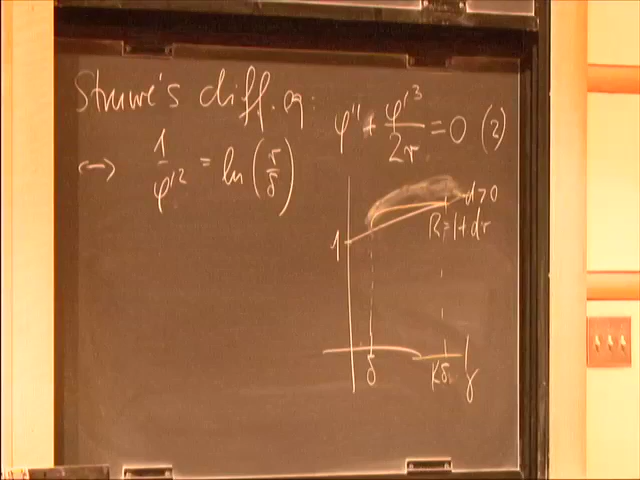 Struwe's diff. eq: φ'' + φ'³/2r = 0 (2)
↔ 1/φ'² = ln(r/δ)
d>0
R=1+dr
1
δ
Kδ